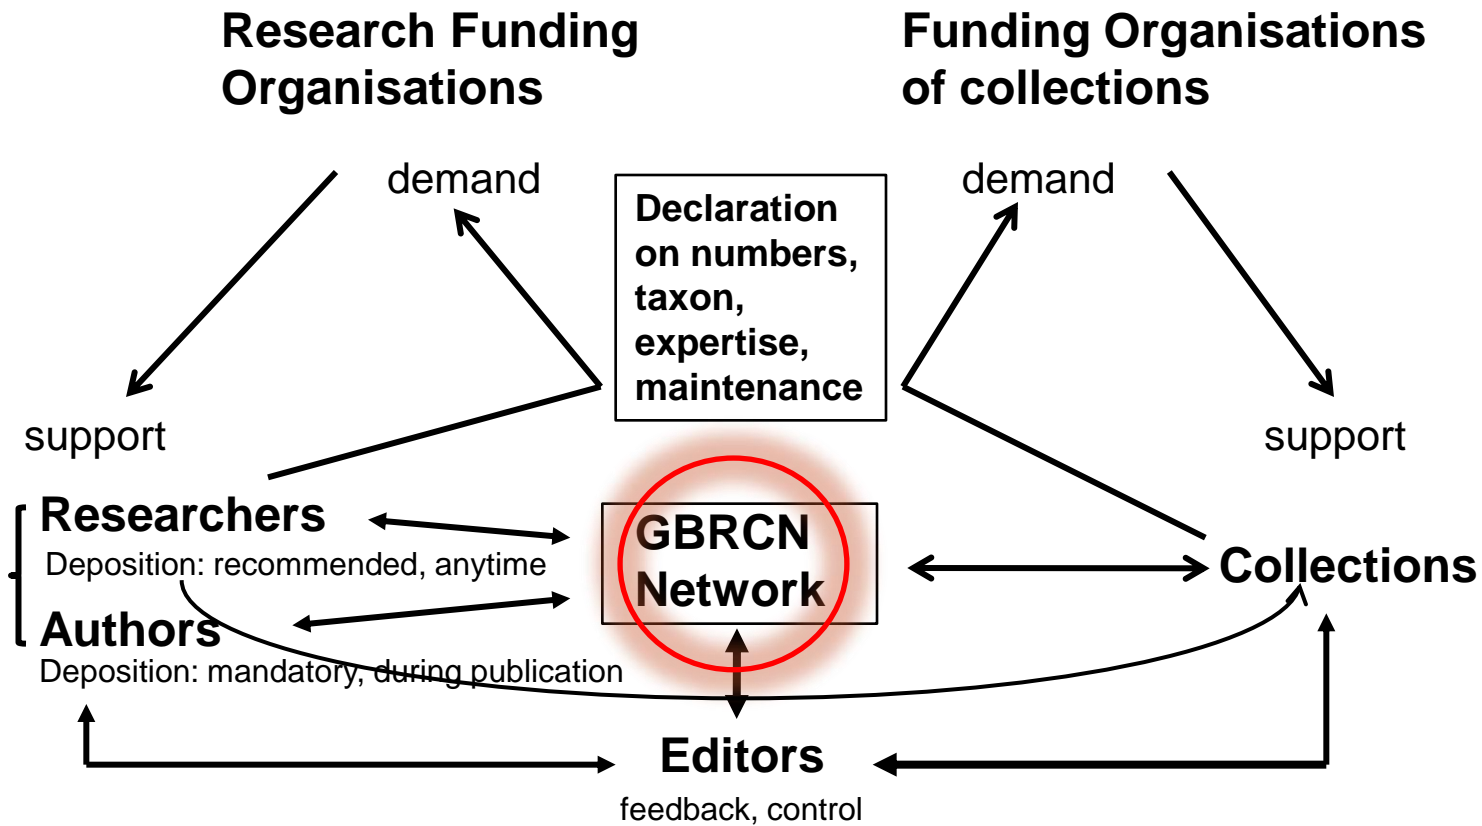 Research Funding
Organisations
Funding Organisations
of collections
demand
demand
Declaration
on numbers,
taxon,
expertise,
maintenance
support
support
Researchers
Deposition: recommended, anytime
GBRCN
Network
Collections
Authors
Deposition: mandatory, during publication
Editors
feedback, control